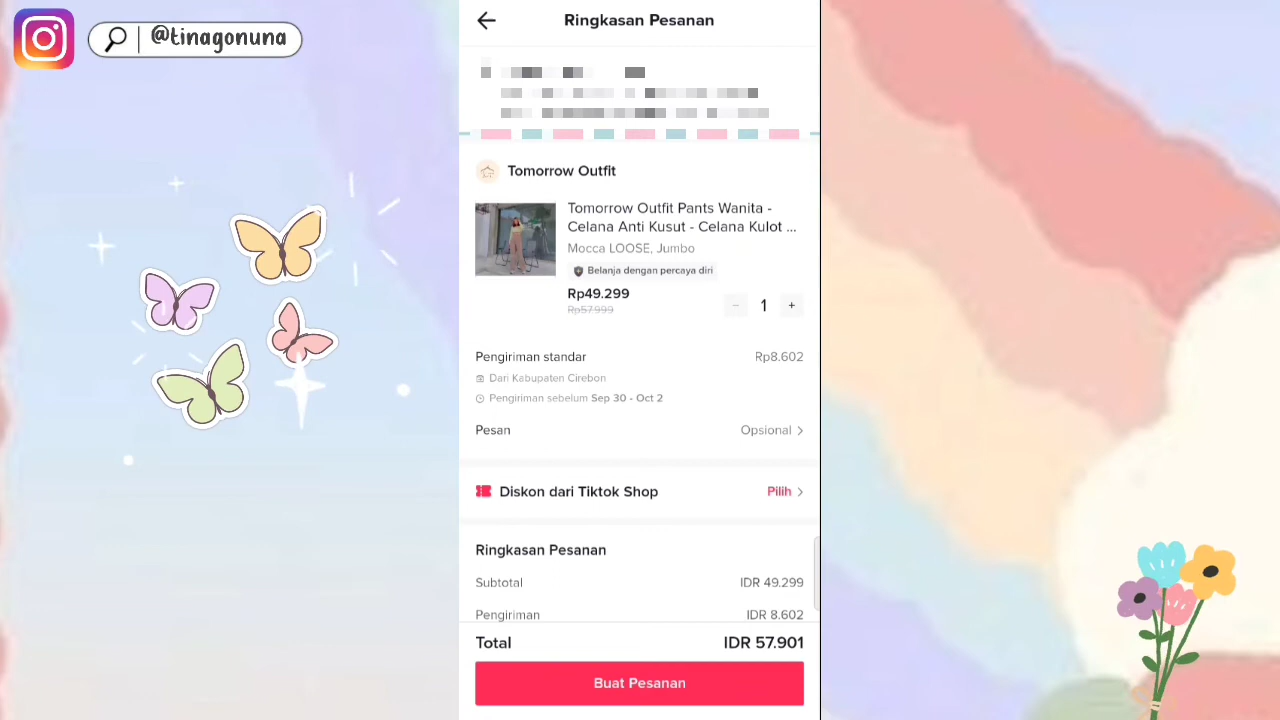 @tinagonuna
Ringkasan Pesanan
Tomorrow Outfit
Tomorrow Outfit Pants Wanita -
Celana Anti Kusut - Celana Kulot ...
Mocca LOOSE, Jumbo
Belanja dengan percaya diri
Rp49.299
Rp57.999
− 1 +
Pengiriman standar Rp8.602
Dari Kabupaten Cirebon
Pengiriman sebelum Sep 30 - Oct 2
Pesan Opsional >
Diskon dari Tiktok Shop Pilih >
Ringkasan Pesanan
Subtotal IDR 49.299
Pengiriman IDR 8.602
Total IDR 57.901
Buat Pesanan